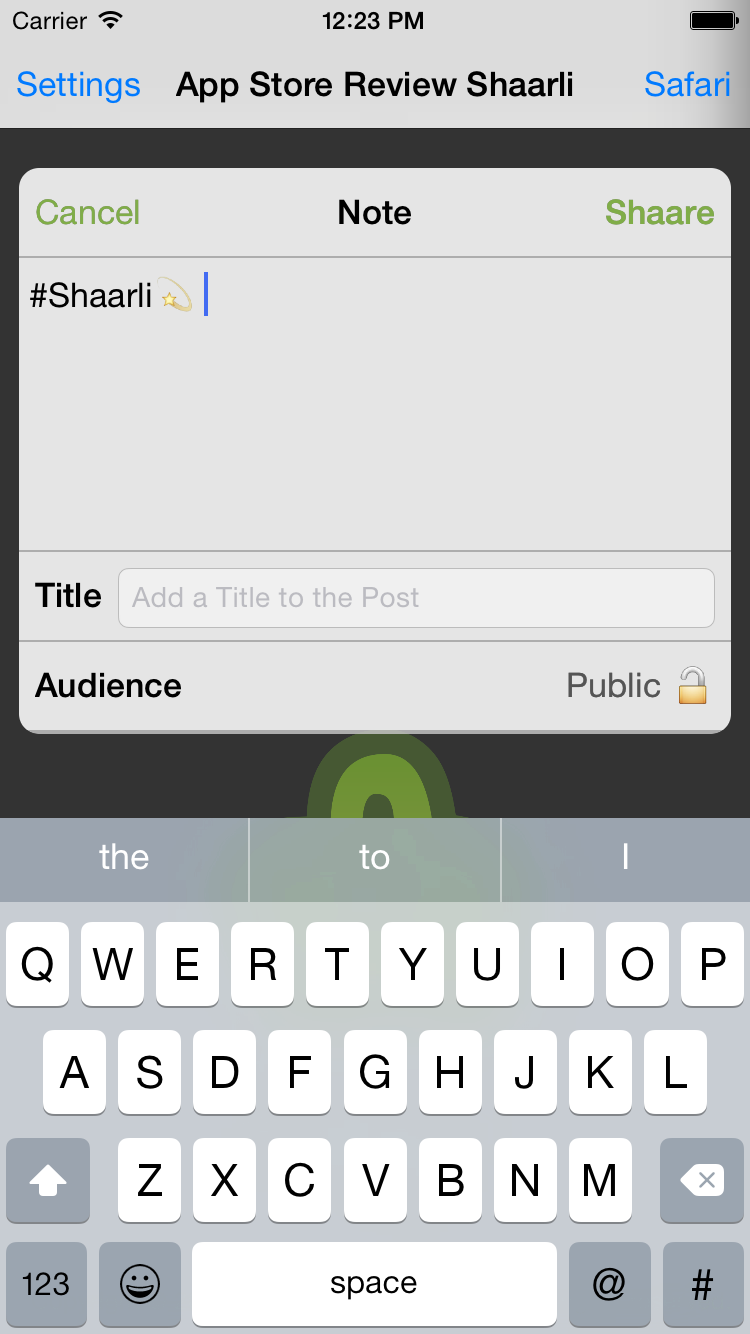 Carrier 12:23 PM
Settings App Store Review Shaarli Safari
Cancel Note Shaare
#Shaarli💫
Title Add a Title to the Post
Audience Public 🔓
the to I
Q W E R T Y U I O P
A S D F G H J K L
Z X C V B N M
123 space @ #